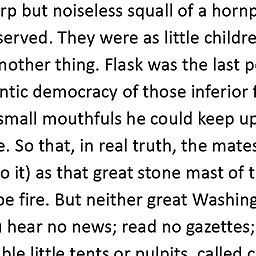 rp but noiseless squall of a hornp
served. They were as little childre
nother thing. Flask was the last p
ntic democracy of those inferior f
small mouthfuls he could keep up
e. So that, in real truth, the mates
o it) as that great stone mast of t
be fire. But neither great Washing
hear no news; read no gazettes;
ble little tents or pulpits, called c